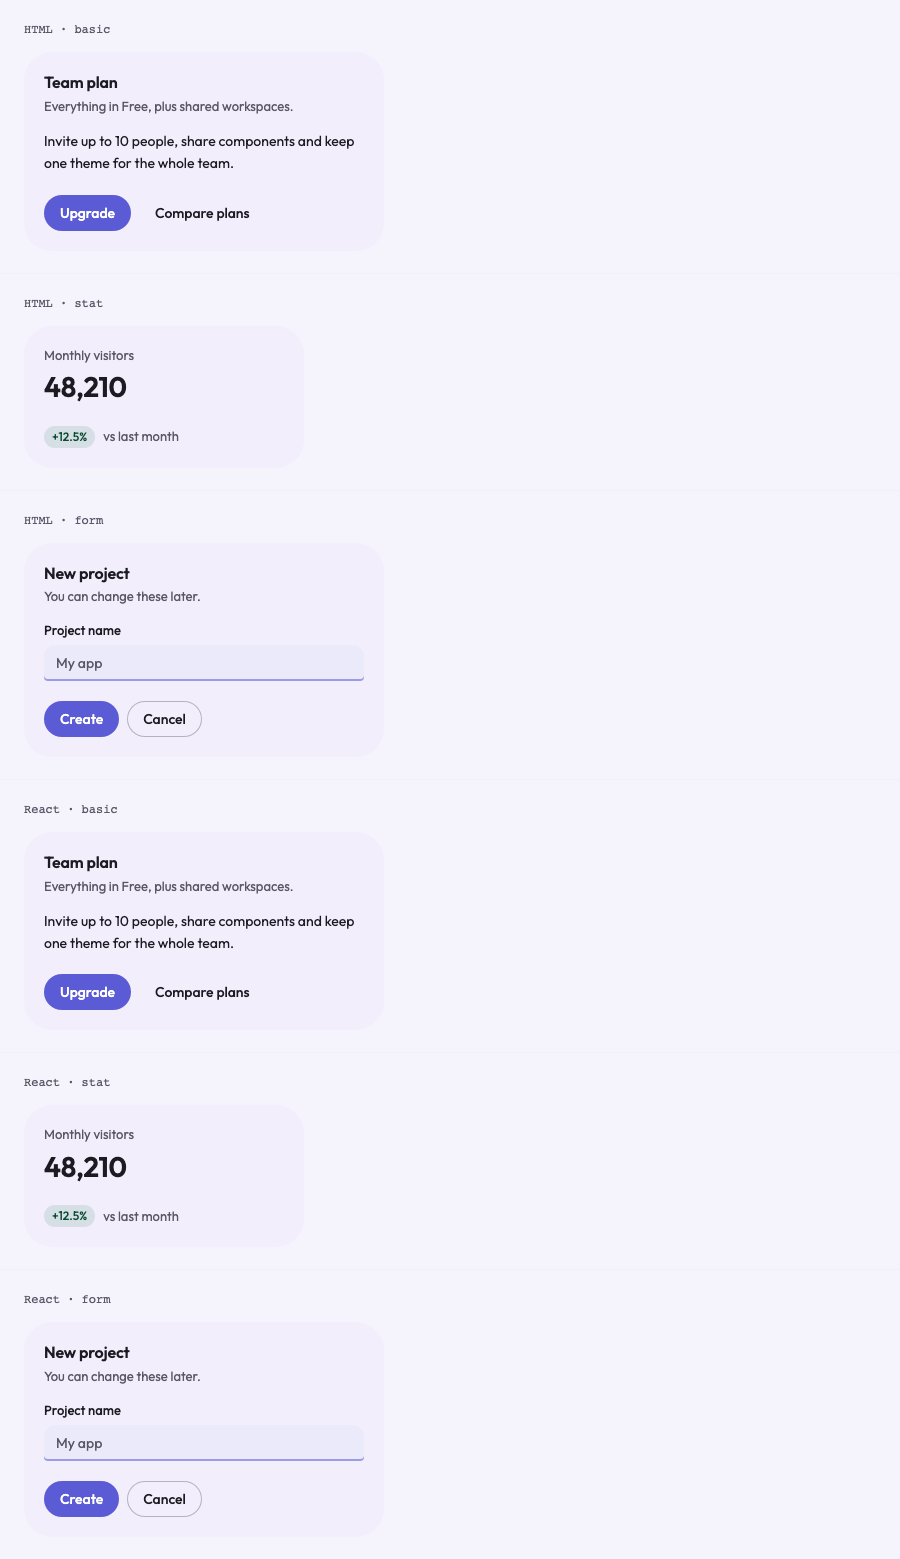 HTML · basic
Team plan
Everything in Free, plus shared workspaces.
Invite up to 10 people, share components and keep
one theme for the whole team.
Upgrade Compare plans
HTML · stat
Monthly visitors
48,210
+12.5% vs last month
HTML · form
New project
You can change these later.
Project name
My app
Create Cancel
React · basic
Team plan
Everything in Free, plus shared workspaces.
Invite up to 10 people, share components and keep
one theme for the whole team.
Upgrade Compare plans
React · stat
Monthly visitors
48,210
+12.5% vs last month
React · form
New project
You can change these later.
Project name
My app
Create Cancel